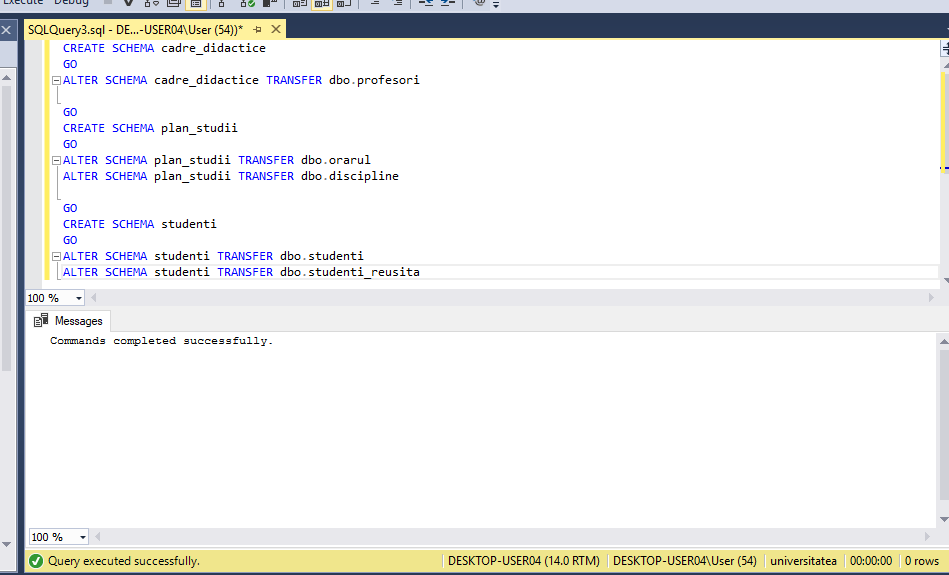 Execute Debug
SQLQuery3.sql - DE...-USER04\User (54))*
CREATE SCHEMA cadre_didactice
GO
ALTER SCHEMA cadre_didactice TRANSFER dbo.profesori
GO
CREATE SCHEMA plan_studii
GO
ALTER SCHEMA plan_studii TRANSFER dbo.orarul
ALTER SCHEMA plan_studii TRANSFER dbo.discipline
GO
CREATE SCHEMA studenti
GO
ALTER SCHEMA studenti TRANSFER dbo.studenti
ALTER SCHEMA studenti TRANSFER dbo.studenti_reusita
100 %
Messages
Commands completed successfully.
100 %
Query executed successfully. DESKTOP-USER04 (14.0 RTM) DESKTOP-USER04\User (54) universitatea 00:00:00 0 rows